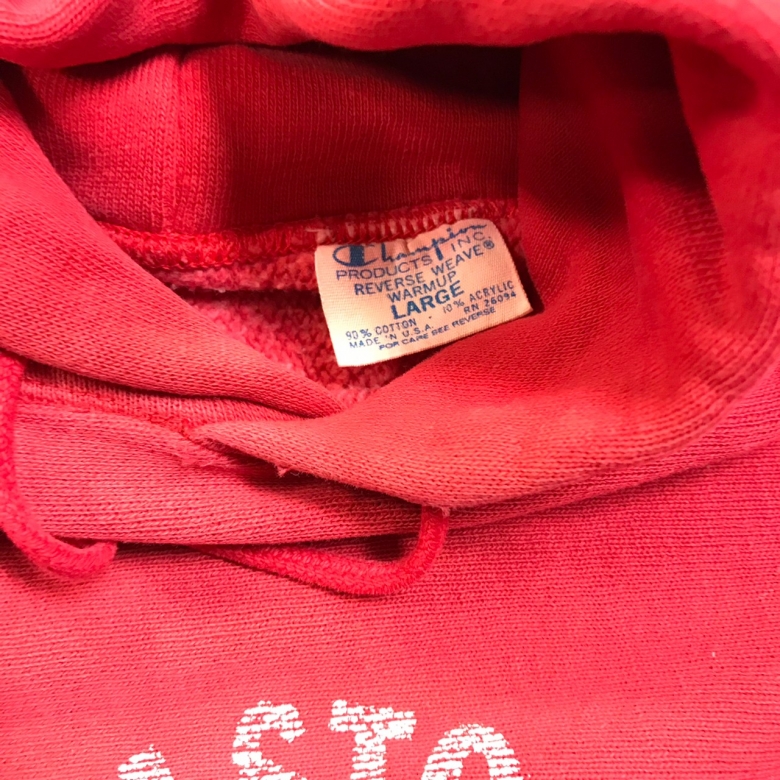 Champion
PRODUCTS INC.
REVERSE WEAVE®
WARMUP
LARGE
90% COTTON · 10% ACRYLIC
MADE IN U.S.A. RN 26094
FOR CARE SEE REVERSE
ASTO